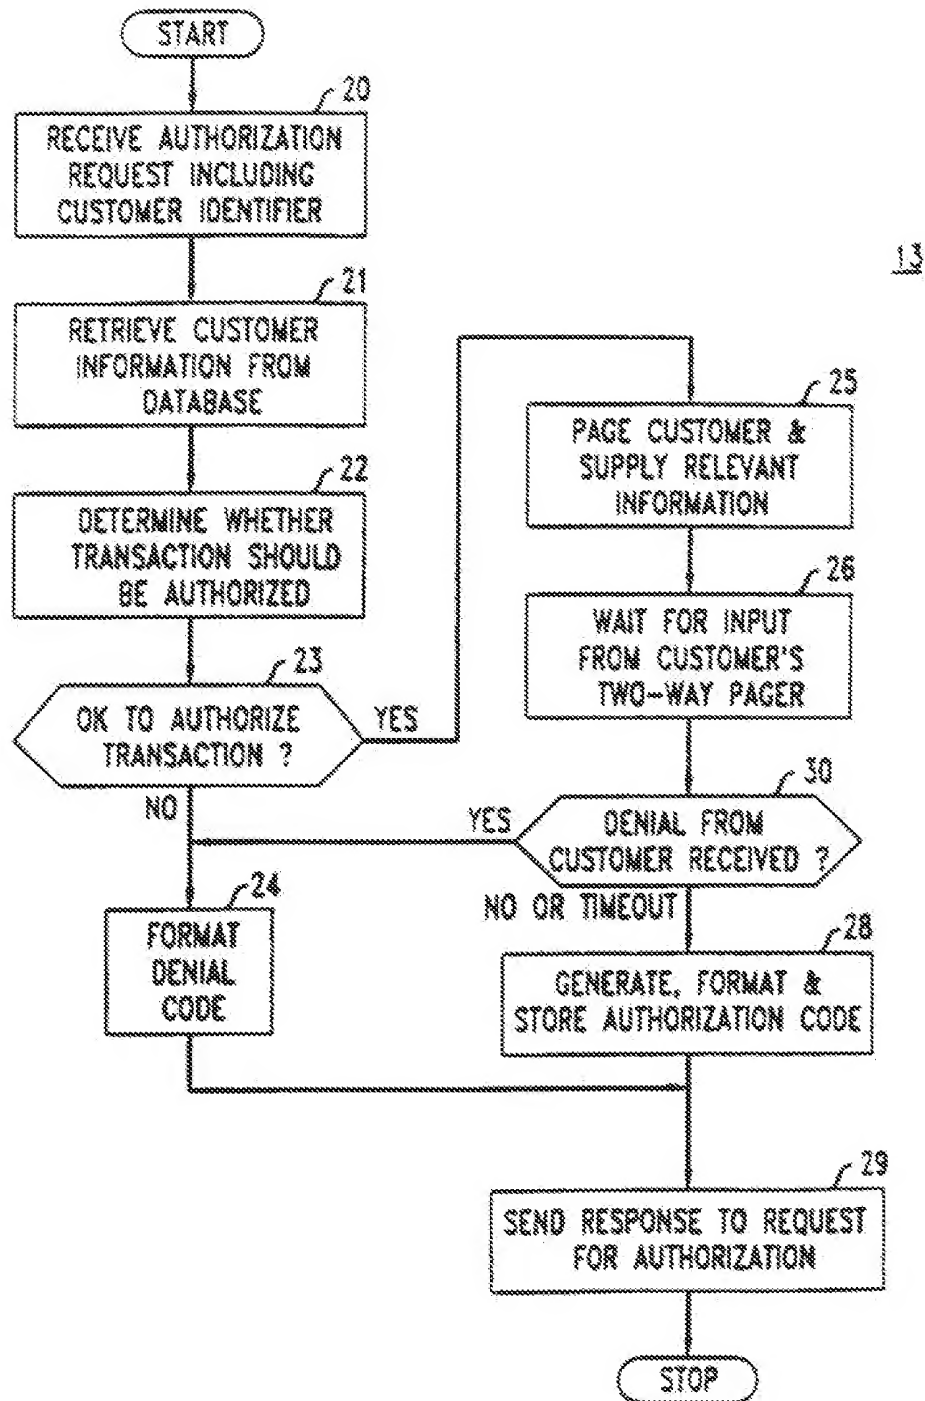 START
20
RECEIVE AUTHORIZATION
REQUEST INCLUDING
CUSTOMER IDENTIFIER
13
21
RETRIEVE CUSTOMER
INFORMATION FROM
DATABASE
22
DETERMINE WHETHER
TRANSACTION SHOULD
BE AUTHORIZED
23
OK TO AUTHORIZE
TRANSACTION ?
YES
NO
25
PAGE CUSTOMER &
SUPPLY RELEVANT
INFORMATION
26
WAIT FOR INPUT
FROM CUSTOMER'S
TWO-WAY PAGER
30
DENIAL FROM
CUSTOMER RECEIVED ?
YES
NO OR TIMEOUT
24
FORMAT
DENIAL
CODE
28
GENERATE, FORMAT &
STORE AUTHORIZATION CODE
29
SEND RESPONSE TO REQUEST
FOR AUTHORIZATION
STOP